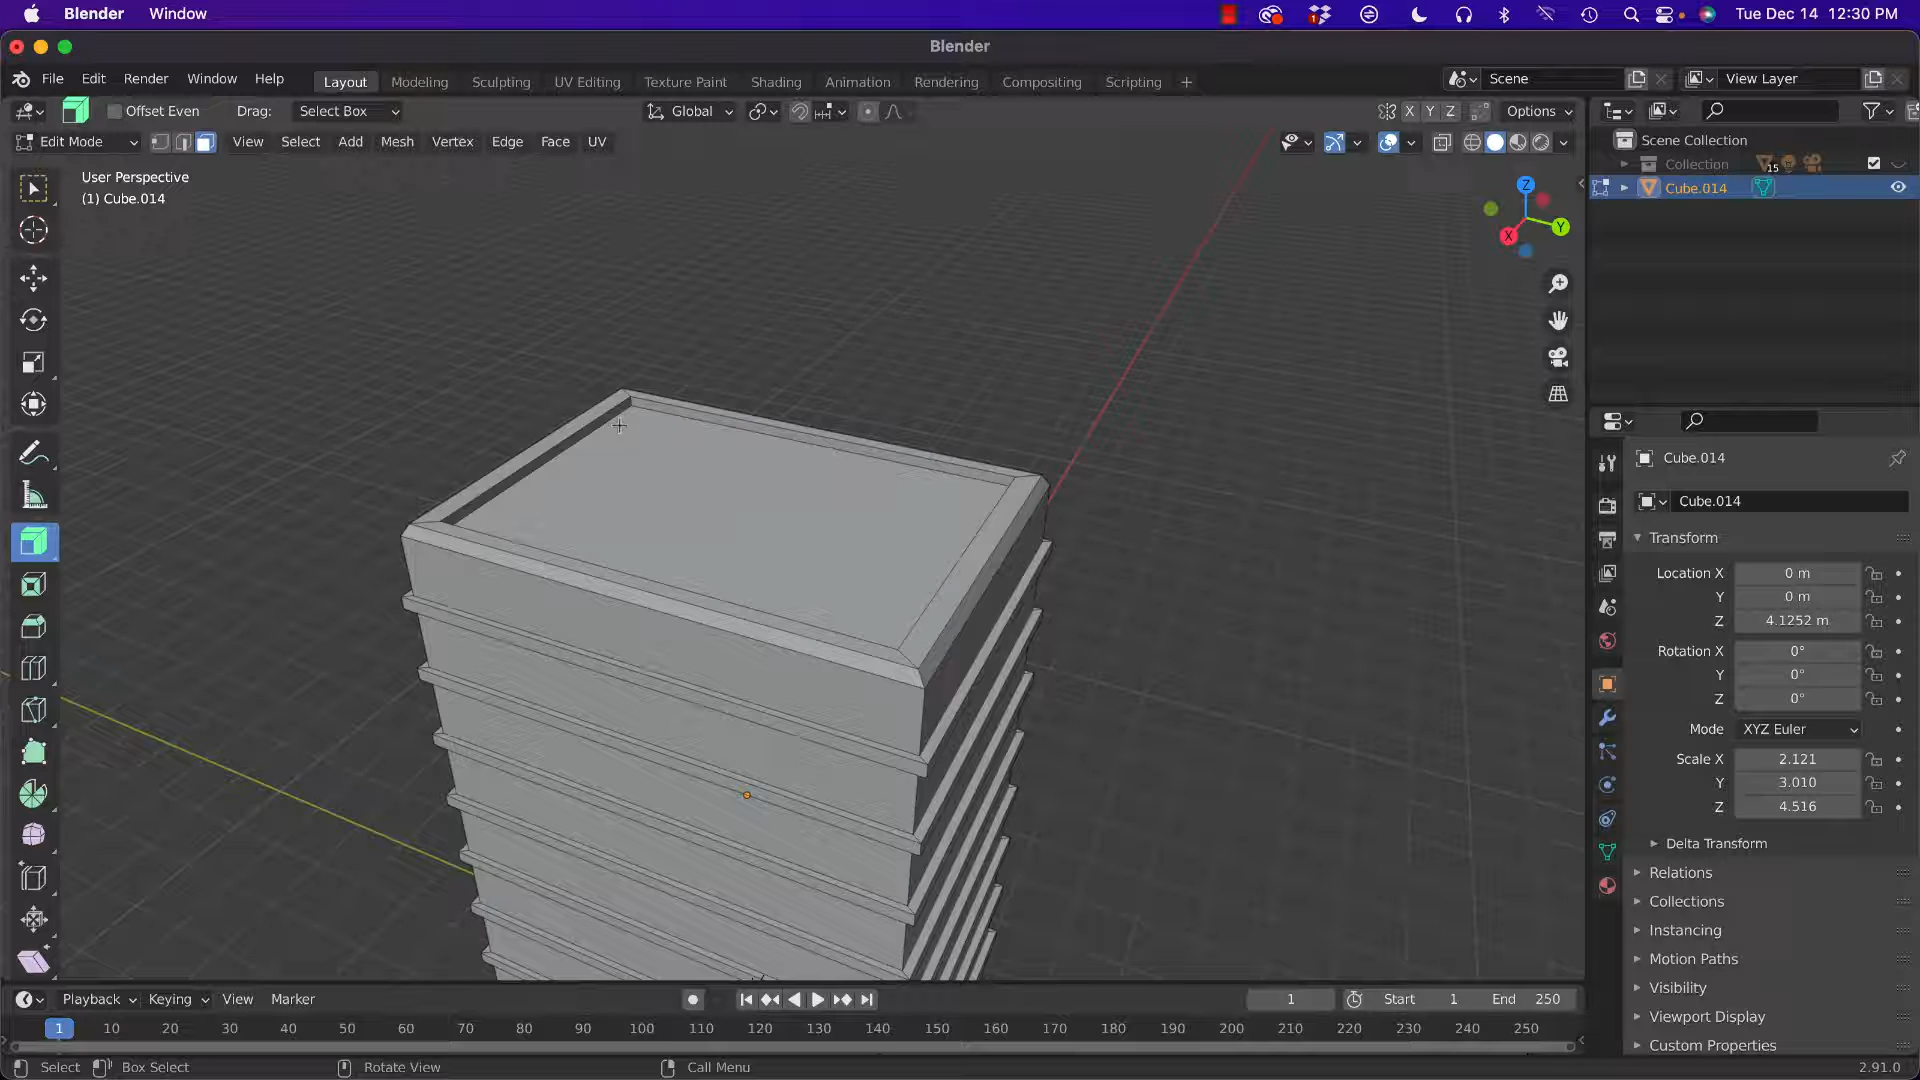 Blender Window 1 Tue Dec 14 12:30 PM
Blender
File Edit Render Window Help Layout Modeling Sculpting UV Editing Texture Paint Shading Animation Rendering Compositing Scripting + Scene View Layer
Offset Even Drag: Select Box Global X Y Z Options
Edit Mode View Select Add Mesh Vertex Edge Face UV
Scene Collection
Collection 15
Cube.014
User Perspective
(1) Cube.014
Z
Y
X
Cube.014
Cube.014
Transform
Location X 0 m
Y 0 m
Z 4.1252 m
Rotation X 0°
Y 0°
Z 0°
Mode XYZ Euler
Scale X 2.121
Y 3.010
Z 4.516
Delta Transform
Relations
Collections
Instancing
Motion Paths
Visibility
Viewport Display
Custom Properties
Playback Keying View Marker 1 Start 1 End 250
1 10 20 30 40 50 60 70 80 90 100 110 120 130 140 150 160 170 180 190 200 210 220 230 240 250
Select Box Select Rotate View Call Menu 2.91.0